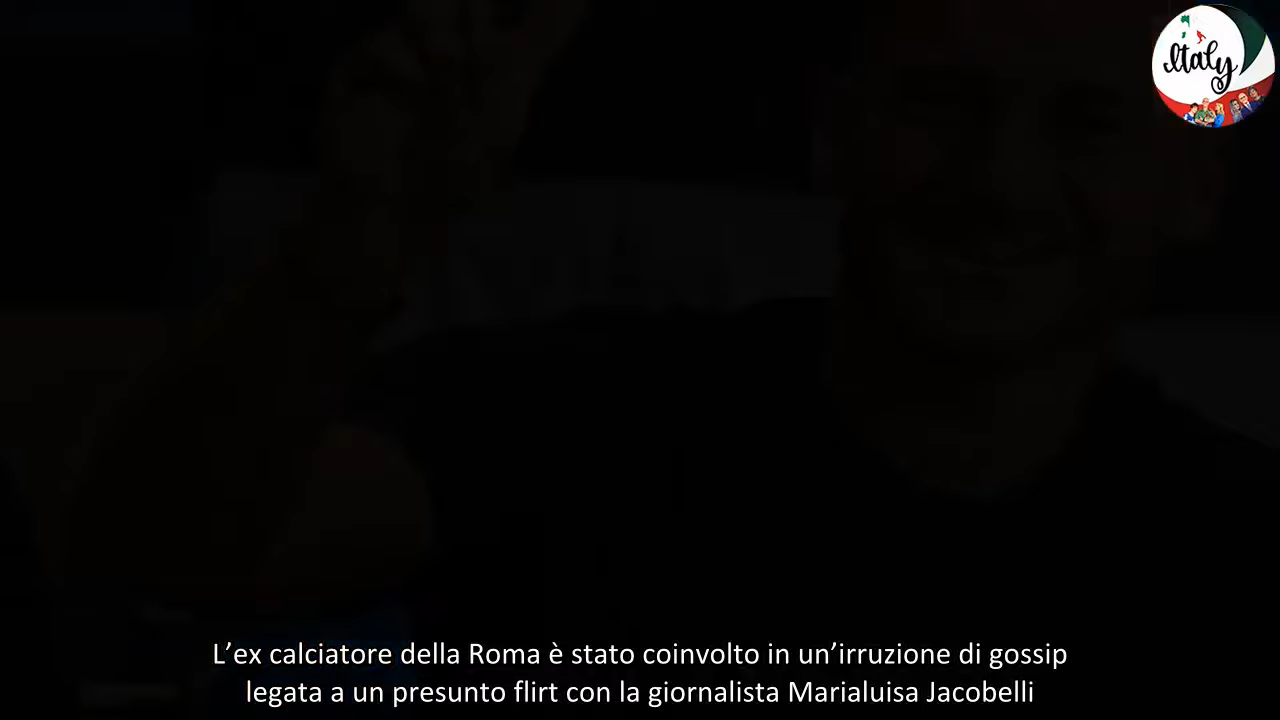 Italy
L’ex calciatore della Roma è stato coinvolto in un’irruzione di gossip
legata a un presunto flirt con la giornalista Marialuisa Jacobelli